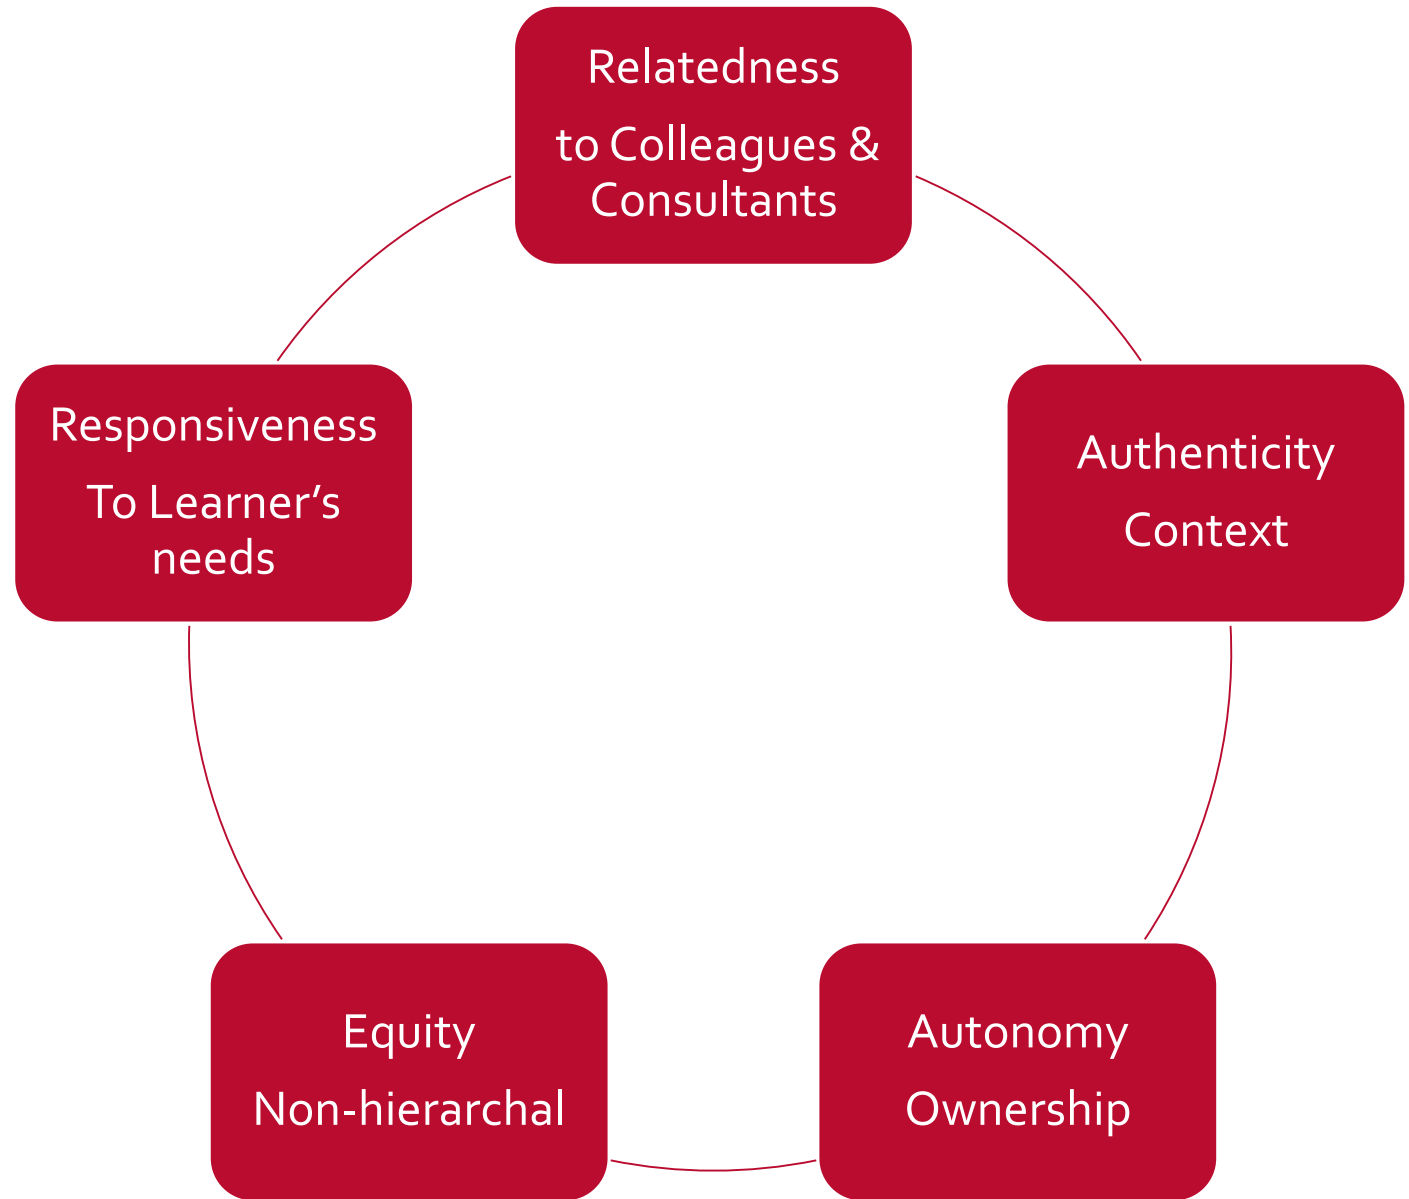 Relatedness
to Colleagues &
Consultants
Authenticity
Context
Autonomy
Ownership
Equity
Non-hierarchal
Responsiveness
To Learner’s
needs